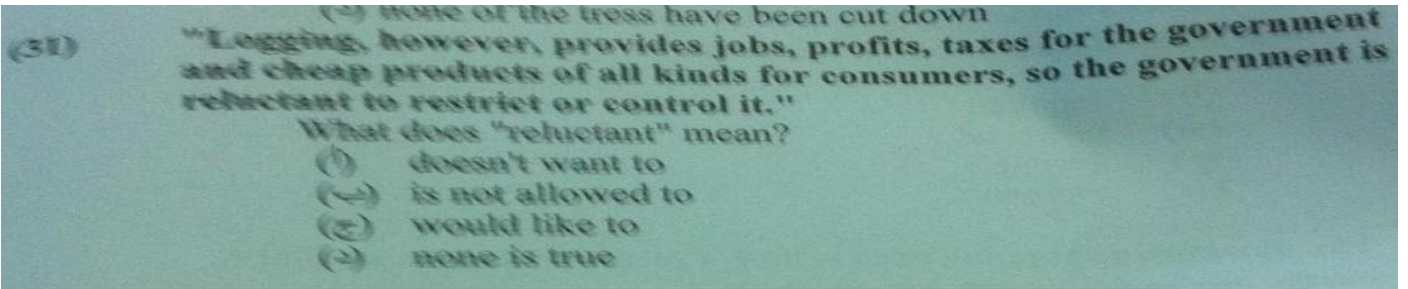 (د) none of the tress have been cut down
(31) "Logging, however, provides jobs, profits, taxes for the government
and cheap products of all kinds for consumers, so the government is
reluctant to restrict or control it."
What does "reluctant" mean?
(أ) doesn't want to
(ب) is not allowed to
(ج) would like to
(د) none is true